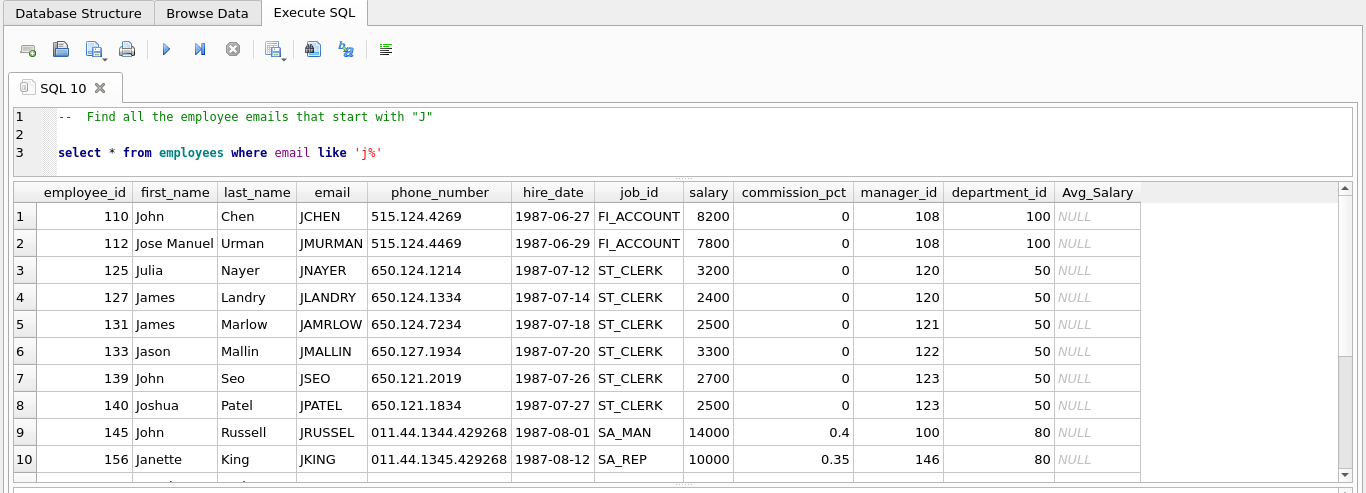 Database Structure Browse Data Execute SQL
SQL 10
1 -- Find all the employee emails that start with "J"
2
3 select * from employees where email like 'j%'
employee_id first_name last_name email phone_number hire_date job_id salary commission_pct manager_id department_id Avg_Salary
1 110 John Chen JCHEN 515.124.4269 1987-06-27 FI_ACCOUNT 8200 0 108 100 NULL
2 112 Jose Manuel Urman JMURMAN 515.124.4469 1987-06-29 FI_ACCOUNT 7800 0 108 100 NULL
3 125 Julia Nayer JNAYER 650.124.1214 1987-07-12 ST_CLERK 3200 0 120 50 NULL
4 127 James Landry JLANDRY 650.124.1334 1987-07-14 ST_CLERK 2400 0 120 50 NULL
5 131 James Marlow JAMRLOW 650.124.7234 1987-07-18 ST_CLERK 2500 0 121 50 NULL
6 133 Jason Mallin JMALLIN 650.127.1934 1987-07-20 ST_CLERK 3300 0 122 50 NULL
7 139 John Seo JSEO 650.121.2019 1987-07-26 ST_CLERK 2700 0 123 50 NULL
8 140 Joshua Patel JPATEL 650.121.1834 1987-07-27 ST_CLERK 2500 0 123 50 NULL
9 145 John Russell JRUSSEL 011.44.1344.429268 1987-08-01 SA_MAN 14000 0.4 100 80 NULL
10 156 Janette King JKING 011.44.1345.429268 1987-08-12 SA_REP 10000 0.35 146 80 NULL